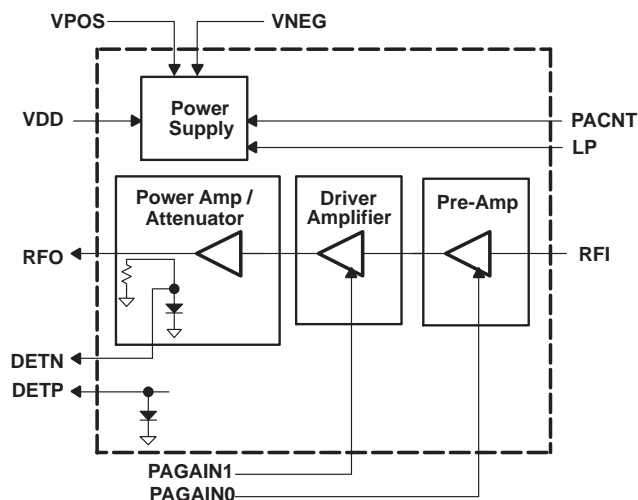 VPOS
VNEG
VDD
Power
Supply
PACNT
LP
Power Amp /
Attenuator
Driver
Amplifier
Pre-Amp
RFO
RFI
DETN
DETP
PAGAIN1
PAGAIN0